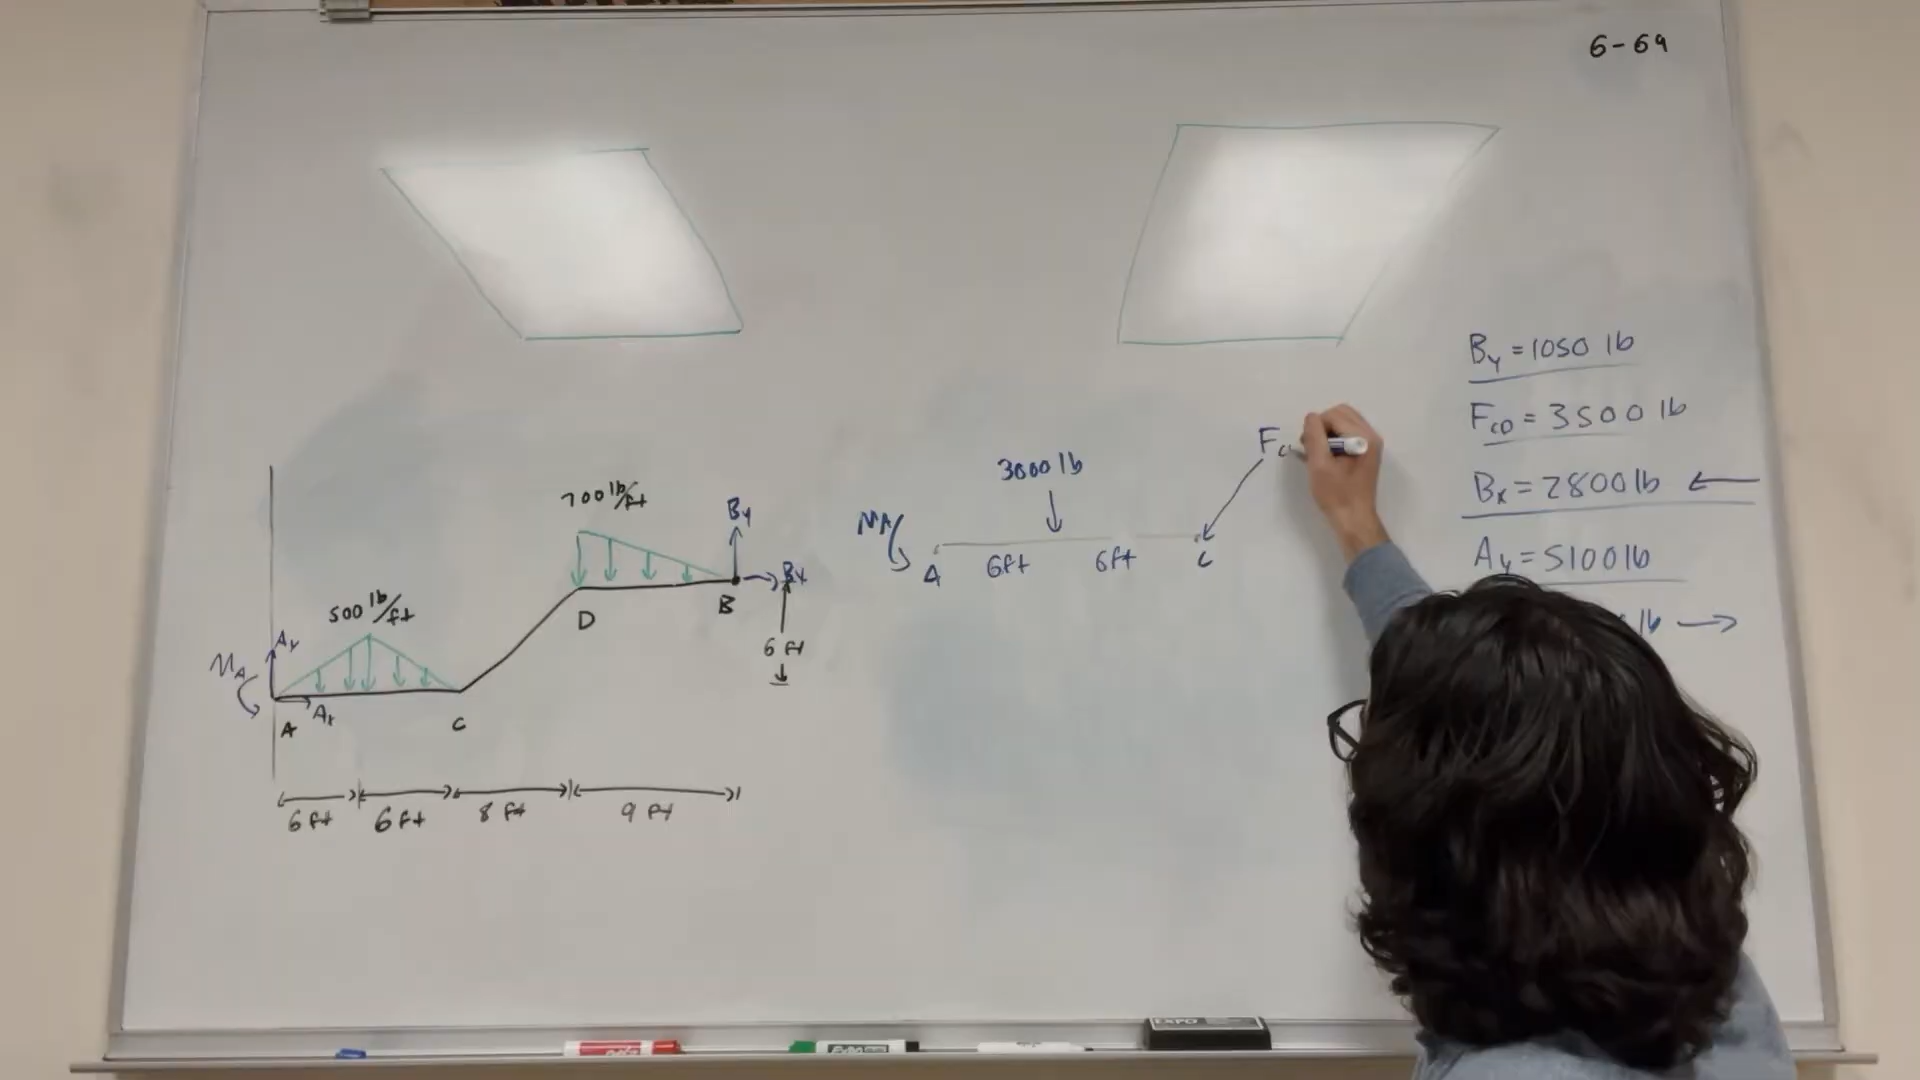 6-69
700 lb/ft
By
Bx
B
D
6 ft
500 lb/ft
Ay
MA
Ax
A
C
6 ft
6 ft
8 ft
9 ft
3000 lb
MA
A
6ft
6ft
C
By = 1050 lb
FCD = 3500 lb
Bx = 2800 lb ←
Ay = 5100 lb
lb →
EXPO